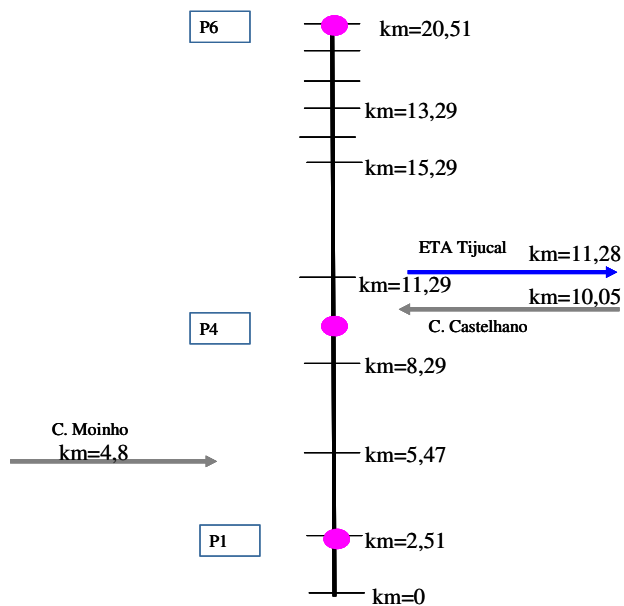 P6
km=20,51
km=13,29
km=15,29
ETA Tijucal
km=11,28
km=11,29
km=10,05
P4
C. Castelhano
km=8,29
C. Moinho
km=4,8
km=5,47
P1
km=2,51
km=0